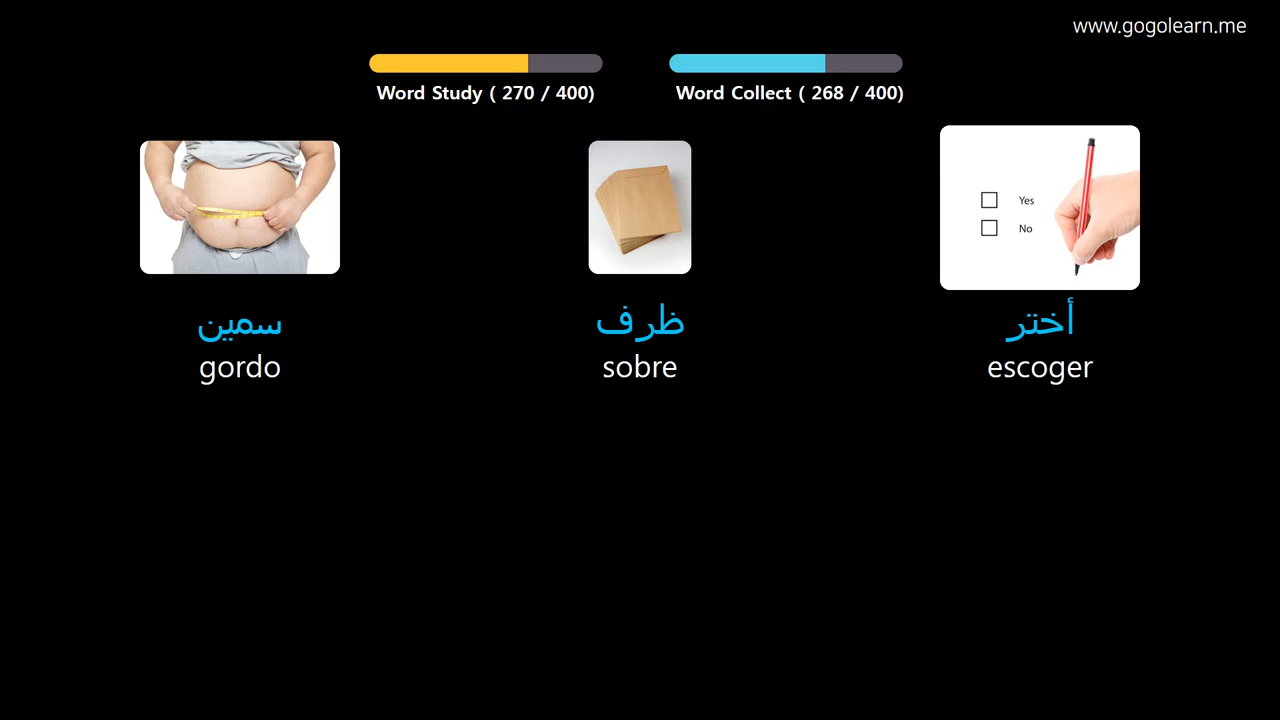 www.gogolearn.me
Word Study ( 270 / 400)
Word Collect ( 268 / 400)
Yes
No
سمين
ظرف
أختر
gordo
sobre
escoger